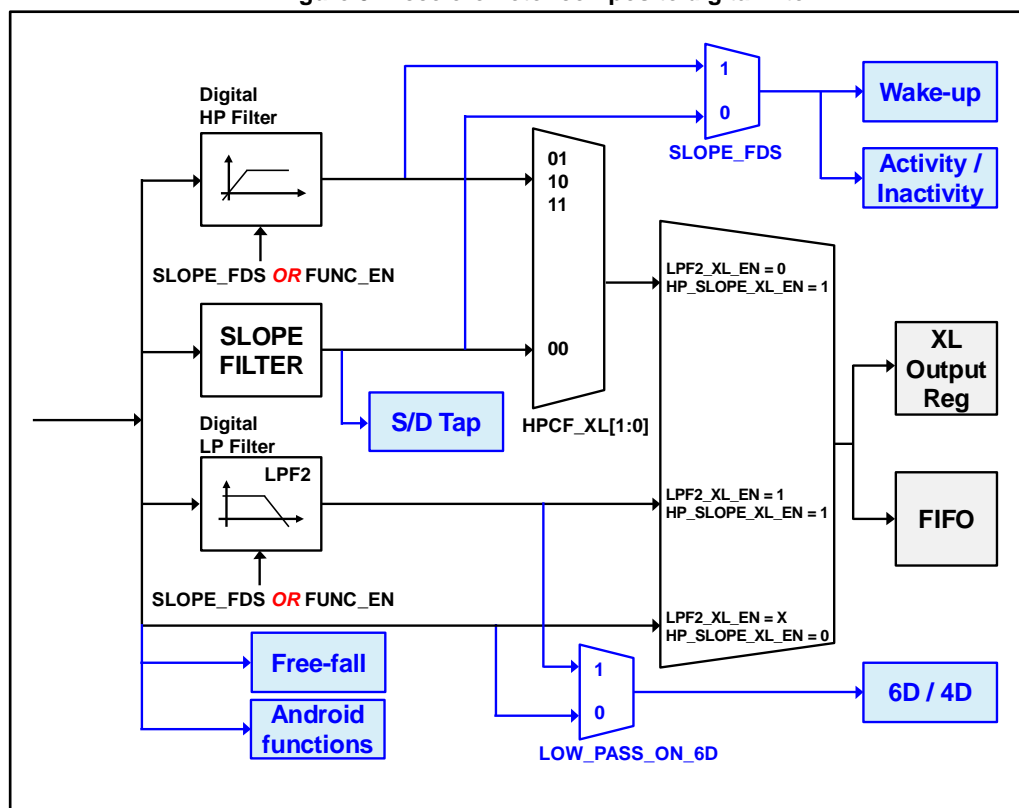 Digital
HP Filter
SLOPE_FDS OR FUNC_EN
SLOPE
FILTER
S/D Tap
Digital
LP Filter
LPF2
SLOPE_FDS OR FUNC_EN
Free-fall
Android
functions
01
10
11
00
HPCF_XL[1:0]
1
0
SLOPE_FDS
Wake-up
Activity /
Inactivity
LPF2_XL_EN = 0
HP_SLOPE_XL_EN = 1
LPF2_XL_EN = 1
HP_SLOPE_XL_EN = 1
LPF2_XL_EN = X
HP_SLOPE_XL_EN = 0
XL
Output
Reg
FIFO
1
0
LOW_PASS_ON_6D
6D / 4D